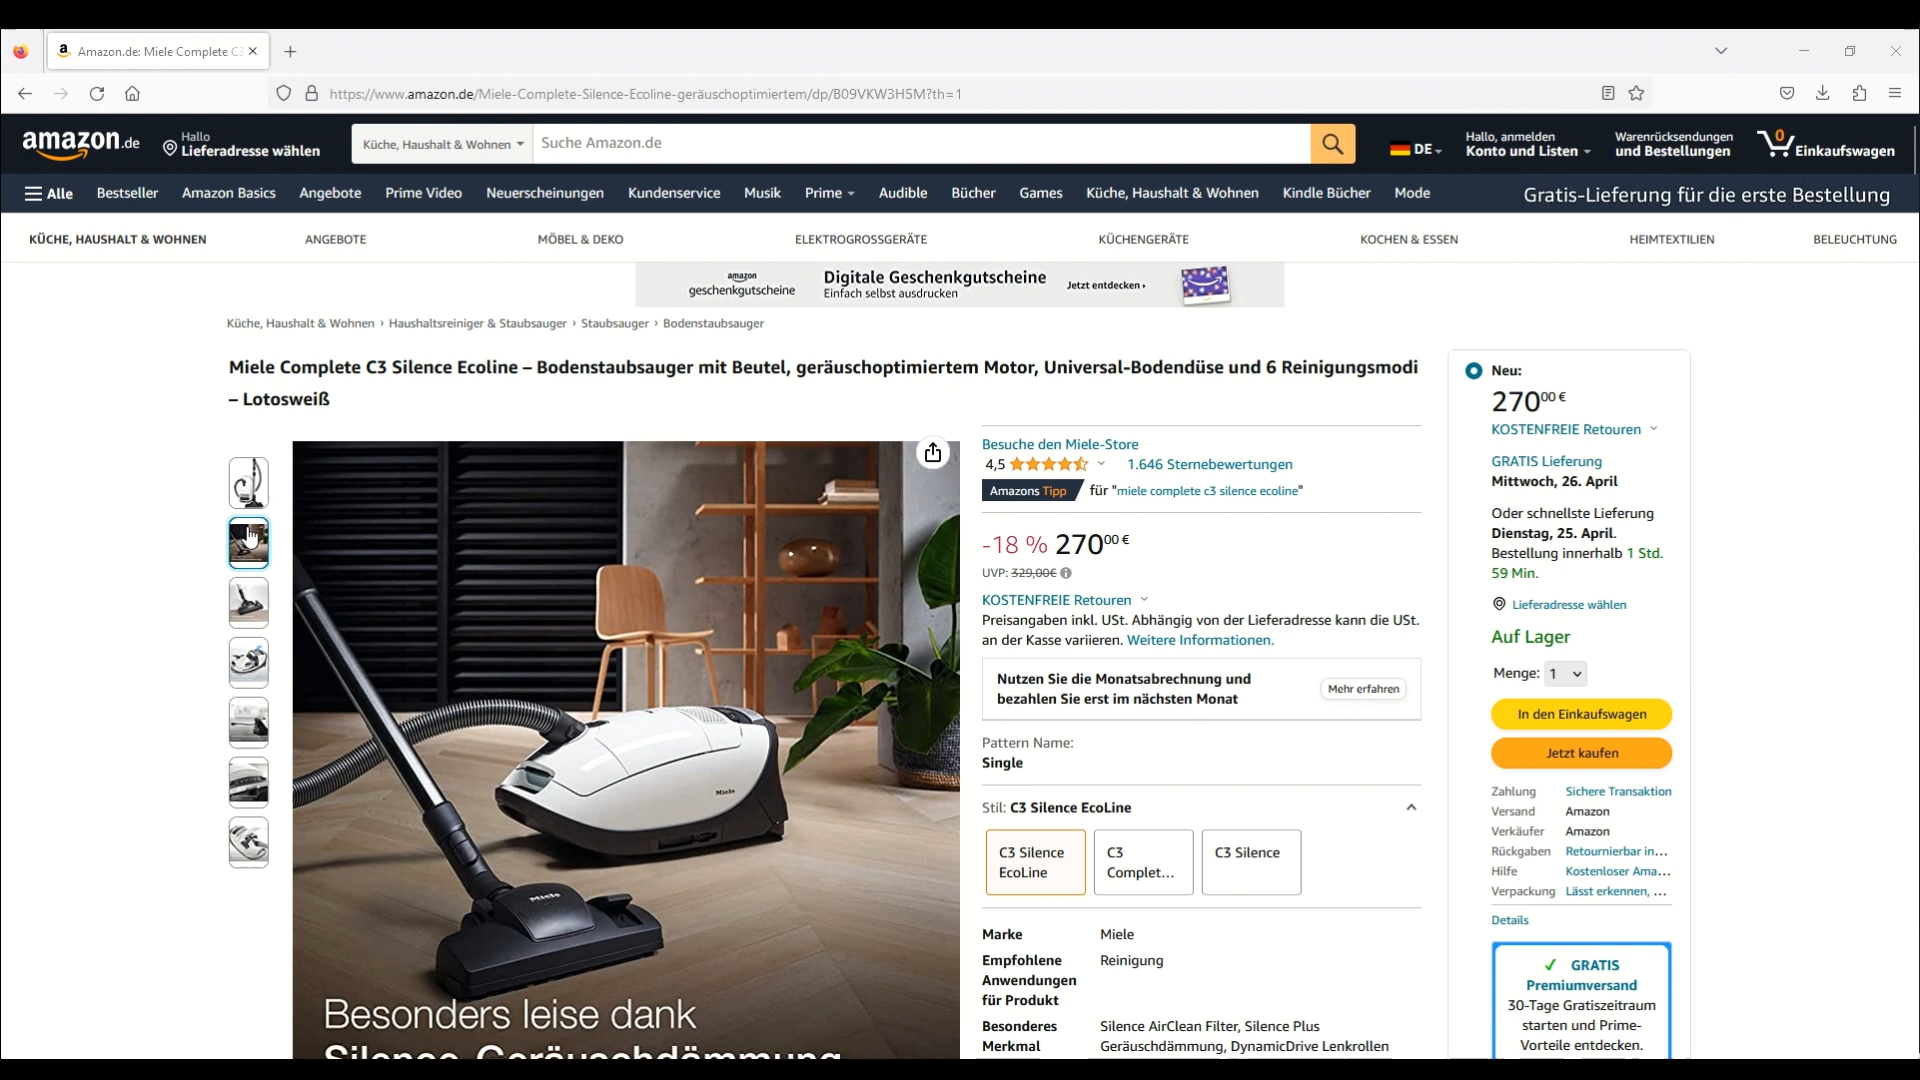 Amazon.de: Miele Complete C3
https://www.amazon.de/Miele-Complete-Silence-Ecoline-geräuschoptimiertem/dp/B09VKW3H5M?th=1
amazon.de
Hallo
Lieferadresse wählen
Küche, Haushalt & Wohnen
Suche Amazon.de
DE
Hallo, anmelden
Konto und Listen
Warenrücksendungen
und Bestellungen
0
Einkaufswagen
Alle
Bestseller
Amazon Basics
Angebote
Prime Video
Neuerscheinungen
Kundenservice
Musik
Prime
Audible
Bücher
Games
Küche, Haushalt & Wohnen
Kindle Bücher
Mode
Gratis-Lieferung für die erste Bestellung
KÜCHE, HAUSHALT & WOHNEN
ANGEBOTE
MÖBEL & DEKO
ELEKTROGROSSGERÄTE
KÜCHENGERÄTE
KOCHEN & ESSEN
HEIMTEXTILIEN
BELEUCHTUNG
amazon
geschenkgutscheine
Digitale Geschenkgutscheine
Einfach selbst ausdrucken
Jetzt entdecken ›
Küche, Haushalt & Wohnen › Haushaltsreiniger & Staubsauger › Staubsauger › Bodenstaubsauger
Miele Complete C3 Silence Ecoline – Bodenstaubsauger mit Beutel, geräuschoptimiertem Motor, Universal-Bodendüse und 6 Reinigungsmodi
– Lotosweiß
Miele
Miele
Besonders leise dank
Silence-Geräuschdämmung
Besuche den Miele-Store
4,5
1.646 Sternebewertungen
Amazons Tipp für "miele complete c3 silence ecoline"
-18 % 270 00 €
UVP: 329,00€
KOSTENFREIE Retouren
Preisangaben inkl. USt. Abhängig von der Lieferadresse kann die USt.
an der Kasse variieren. Weitere Informationen.
Nutzen Sie die Monatsabrechnung und
bezahlen Sie erst im nächsten Monat
Mehr erfahren
Pattern Name:
Single
Stil: C3 Silence EcoLine
C3 Silence
EcoLine
C3
Complet...
C3 Silence
Marke Miele
Empfohlene Reinigung
Anwendungen
für Produkt
Besonderes Silence AirClean Filter, Silence Plus
Merkmal Geräuschdämmung, DynamicDrive Lenkrollen
Neu:
270 00 €
KOSTENFREIE Retouren
GRATIS Lieferung
Mittwoch, 26. April
Oder schnellste Lieferung
Dienstag, 25. April.
Bestellung innerhalb 1 Std.
59 Min.
Lieferadresse wählen
Auf Lager
Menge: 1
In den Einkaufswagen
Jetzt kaufen
Zahlung Sichere Transaktion
Versand Amazon
Verkäufer Amazon
Rückgaben Retournierbar in...
Hilfe Kostenloser Ama...
Verpackung Lässt erkennen, ...
Details
GRATIS
Premiumversand
30-Tage Gratiszeitraum
starten und Prime-
Vorteile entdecken.